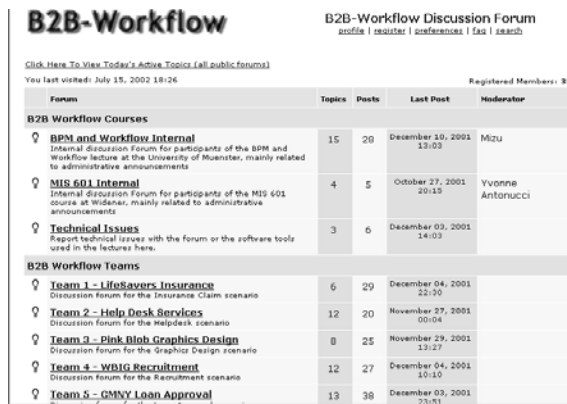 B2B-Workflow
B2B-Workflow Discussion Forum
profile | register | preferences | faq | search
Click Here To View Today's Active Topics (all public forums)
You last visited: July 15, 2002 18:26
Registered Members:
Forum Topics Posts Last Post Moderator
B2B Workflow Courses
BPM and Workflow Internal
Internal discussion Forum for participants of the BPM and
Workflow lecture at the University of Muenster, mainly related
to administrative announcements
15 28 December 10, 2001
13:03
Mizu
MIS 601 Internal
Internal discussion Forum for participants of the MIS 601
course at Widener, mainly related to administrative
announcements
4 5 October 27, 2001
20:15
Yvonne
Antonucci
Technical Issues
Report technical issues with the forum or the software tools
used in the lectures here.
3 6 December 03, 2001
14:03
B2B Workflow Teams
Team 1 - LifeSavers Insurance
Discussion forum for the Insurance Claim scenario
6 29 December 04, 2001
22:30
Team 2 - Help Desk Services
Discussion forum for the Helpdesk scenario
12 20 November 27, 2001
00:04
Team 3 - Pink Blob Graphics Design
Discussion forum for the Graphics Design scenario
8 25 November 29, 2001
13:27
Team 4 - WBIG Recruitment
Discussion forum for the Recruitment scenario
12 27 December 04, 2001
10:10
Team 5 - GMNY Loan Approval
13 38 December 03, 2001
23:51